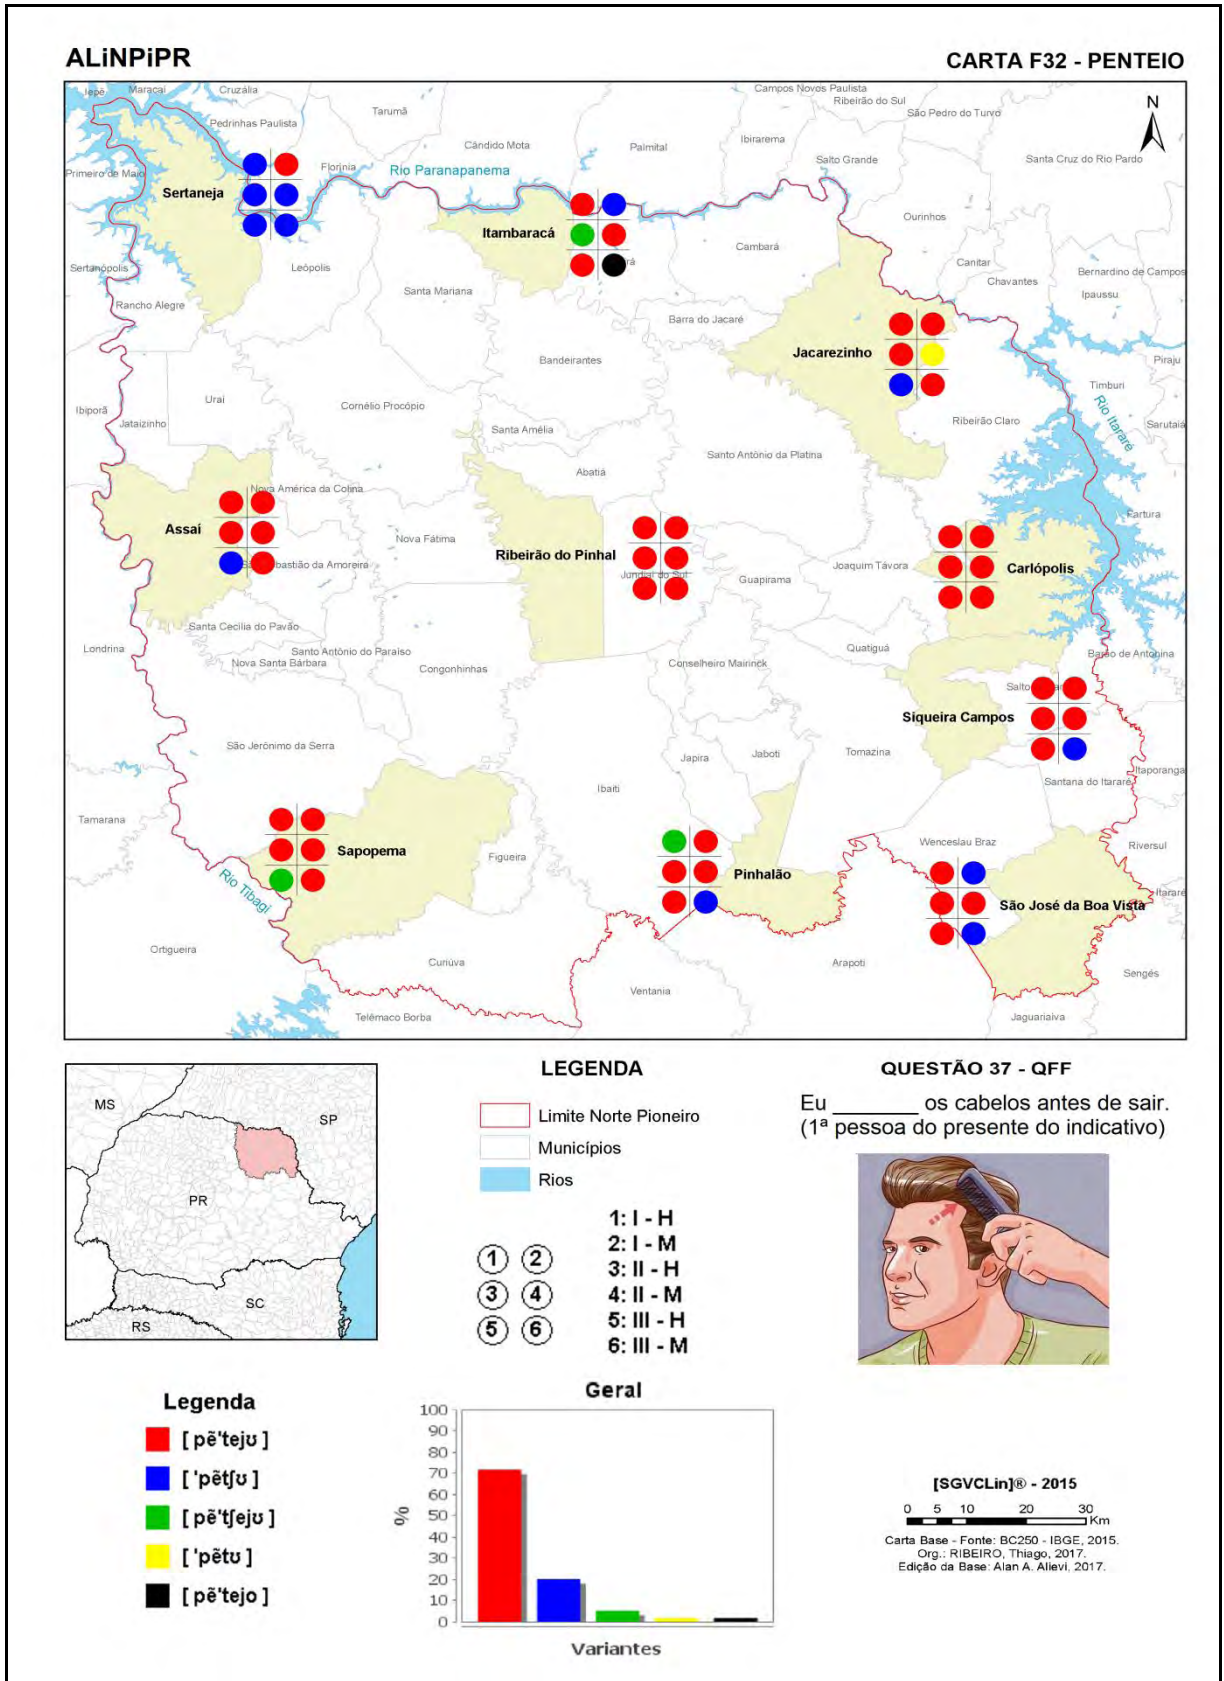 ALiNPiPR
CARTA F32 - PENTEIO
Iepê
Maracaí
Cruzália
Pedrinhas Paulista
Tarumã
Cândido Mota
Palmital
Campos Novos Paulista
Ribeirão do Sul
São Pedro do Turvo
Ibirarema
Salto Grande
Santa Cruz do Rio Pardo
N
Primeiro de Maio
Florínia
Rio Paranapanema
Sertaneja
Itambaracá
Ourinhos
Cambará
Canitar
Chavantes
Bernardino de Campos
Ipaussu
Sertanópolis
Leópolis
Santa Mariana
Rancho Alegre
Barra do Jacaré
Jacarezinho
Bandeirantes
Piraju
Timburi
Rio Itararé
Sarutaiá
Ibiporã
Jataizinho
Uraí
Cornélio Procópio
Santa Amélia
Ribeirão Claro
Abatiá
Santo Antônio da Platina
Nova América da Colina
Assaí
Nova Fátima
Ribeirão do Pinhal
Fartura
São Sebastião da Amoreira
Jundiaí do Sul
Guapirama
Joaquim Távora
Carlópolis
Santa Cecília do Pavão
Londrina
Nova Santa Bárbara
Santo Antônio do Paraíso
Congonhinhas
Conselheiro Mairinck
Quatiguá
Barão de Antonina
Salto
Siqueira Campos
São Jerônimo da Serra
Japira
Jaboti
Tomazina
Itaporanga
Santana do Itararé
Ibaiti
Tamarana
Sapopema
Figueira
Pinhalão
Wenceslau Braz
Riversul
Rio Tibagi
Itararé
São José da Boa Vista
Ortigueira
Curiúva
Arapoti
Sengés
Ventania
Telêmaco Borba
Jaguariaíva
MS
SP
PR
SC
RS
LEGENDA
Limite Norte Pioneiro
Municípios
Rios
1 2
3 4
5 6
1: I - H
2: I - M
3: II - H
4: II - M
5: III - H
6: III - M
QUESTÃO 37 - QFF
Eu _______ os cabelos antes de sair.
(1ª pessoa do presente do indicativo)
Legenda
[ pẽ'tejʊ ]
[ 'pẽtʃʊ ]
[ pẽ'tʃejʊ ]
[ 'pẽtʊ ]
[ pẽ'tejo ]
Geral
100
90
80
70
60
50
40
30
20
10
0
%
Variantes
[SGVCLin]® - 2015
0 5 10 20 30
Km
Carta Base - Fonte: BC250 - IBGE, 2015.
Org.: RIBEIRO, Thiago, 2017.
Edição da Base: Alan A. Alievi, 2017.